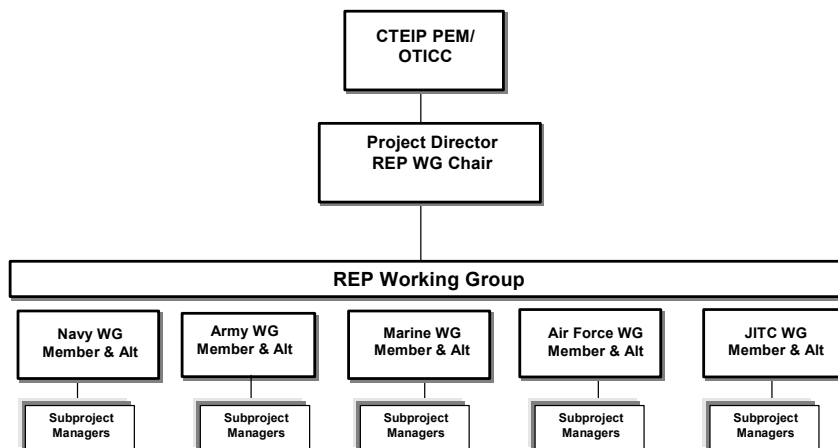 CTEIP PEM/
OTICC
Project Director
REP WG Chair
REP Working Group
Navy WG
Member & Alt
Army WG
Member & Alt
Marine WG
Member & Alt
Air Force WG
Member & Alt
JITC WG
Member & Alt
Subproject
Managers
Subproject
Managers
Subproject
Managers
Subproject
Managers
Subproject
Managers